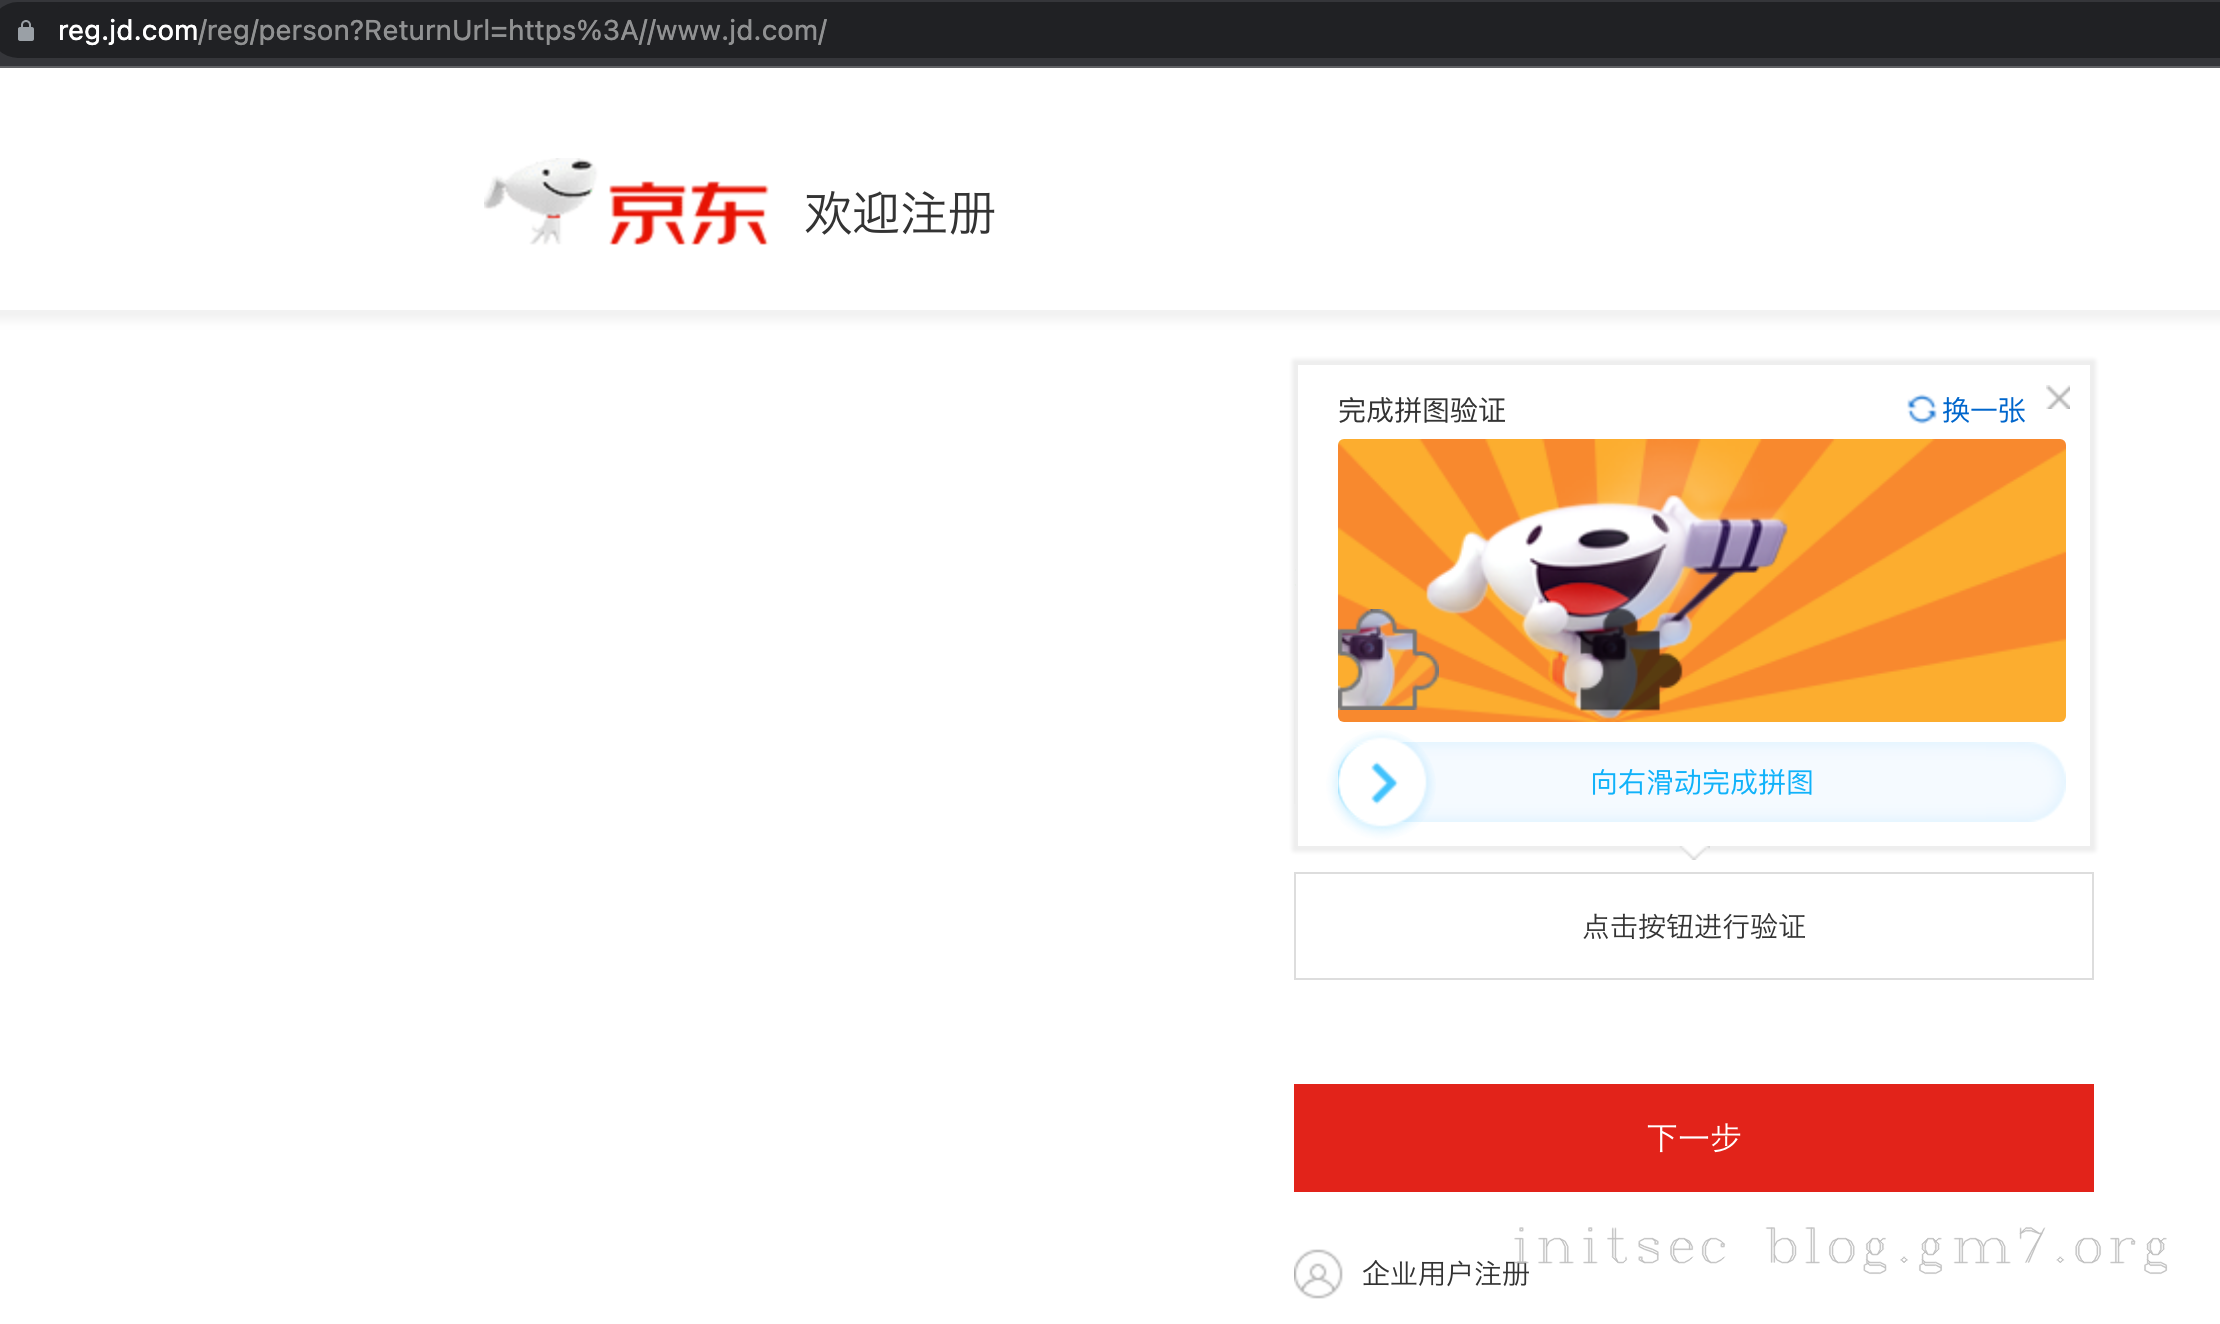 reg.jd.com/reg/person?ReturnUrl=https%3A//www.jd.com/
京东 欢迎注册
完成拼图验证 换一张
向右滑动完成拼图
点击按钮进行验证
下一步
企业用户注册
initsec blog.gm7.org